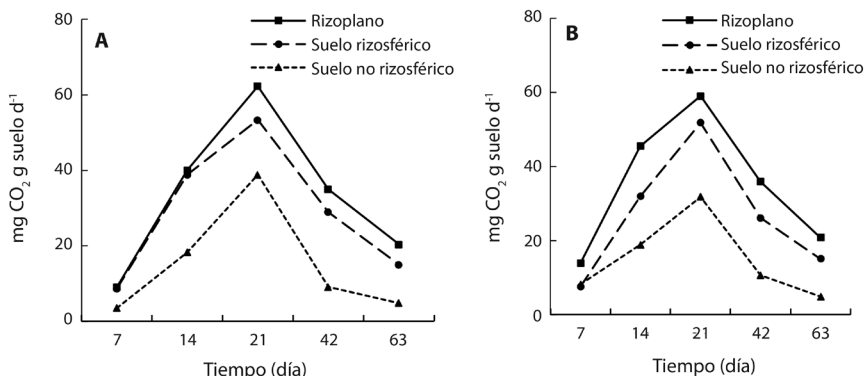 A
80
60
40
20
0
mg CO₂ g suelo d⁻¹
Rizoplano
Suelo rizosférico
Suelo no rizosférico
7 14 21 42 63
Tiempo (día)
B
80
60
40
20
0
mg CO₂ g suelo d⁻¹
Rizoplano
Suelo rizosférico
Suelo no rizosférico
7 14 21 42 63
Tiempo (día)